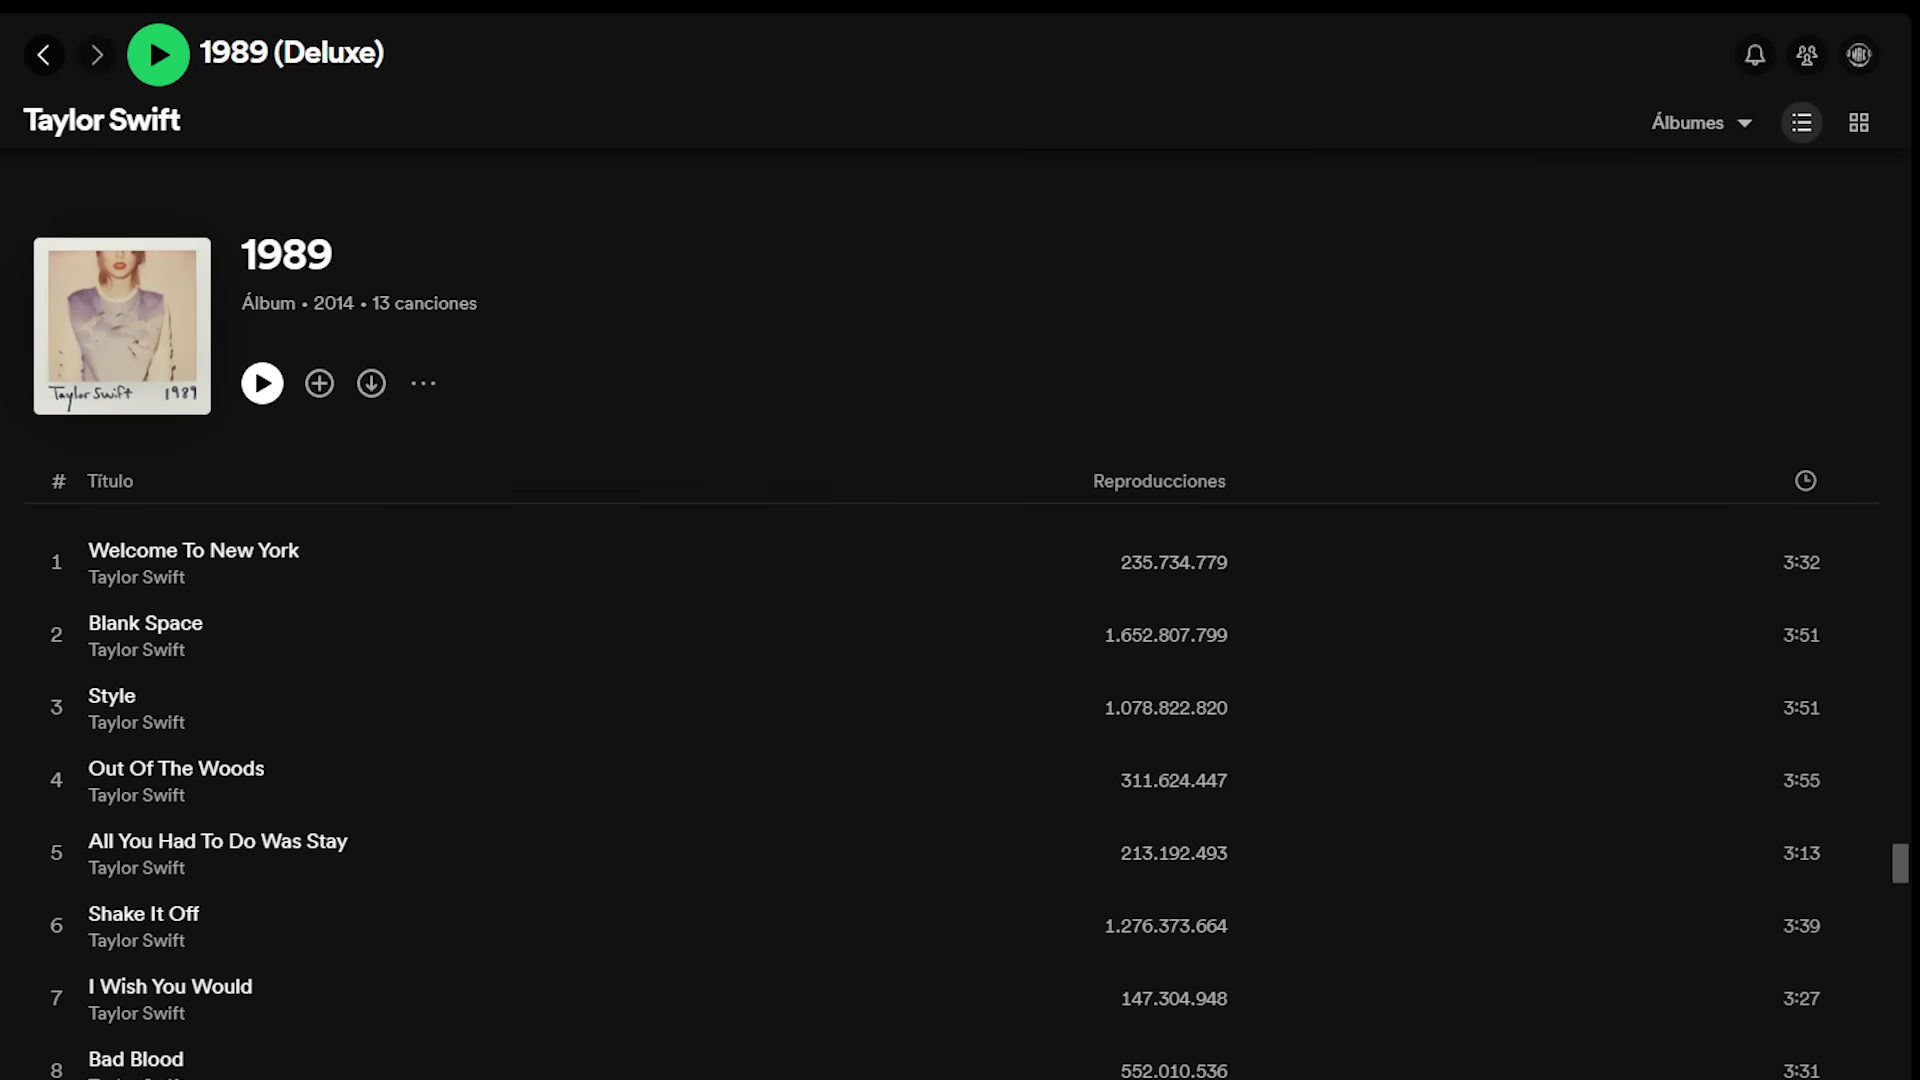 1989 (Deluxe)
Taylor Swift
Álbumes
Taylor Swift 1989
1989
Álbum • 2014 • 13 canciones
# Título Reproducciones
1 Welcome To New York 235.734.779 3:32
Taylor Swift
2 Blank Space 1.652.807.799 3:51
Taylor Swift
3 Style 1.078.822.820 3:51
Taylor Swift
4 Out Of The Woods 311.624.447 3:55
Taylor Swift
5 All You Had To Do Was Stay 213.192.493 3:13
Taylor Swift
6 Shake It Off 1.276.373.664 3:39
Taylor Swift
7 I Wish You Would 147.304.948 3:27
Taylor Swift
8 Bad Blood 552.010.536 3:31